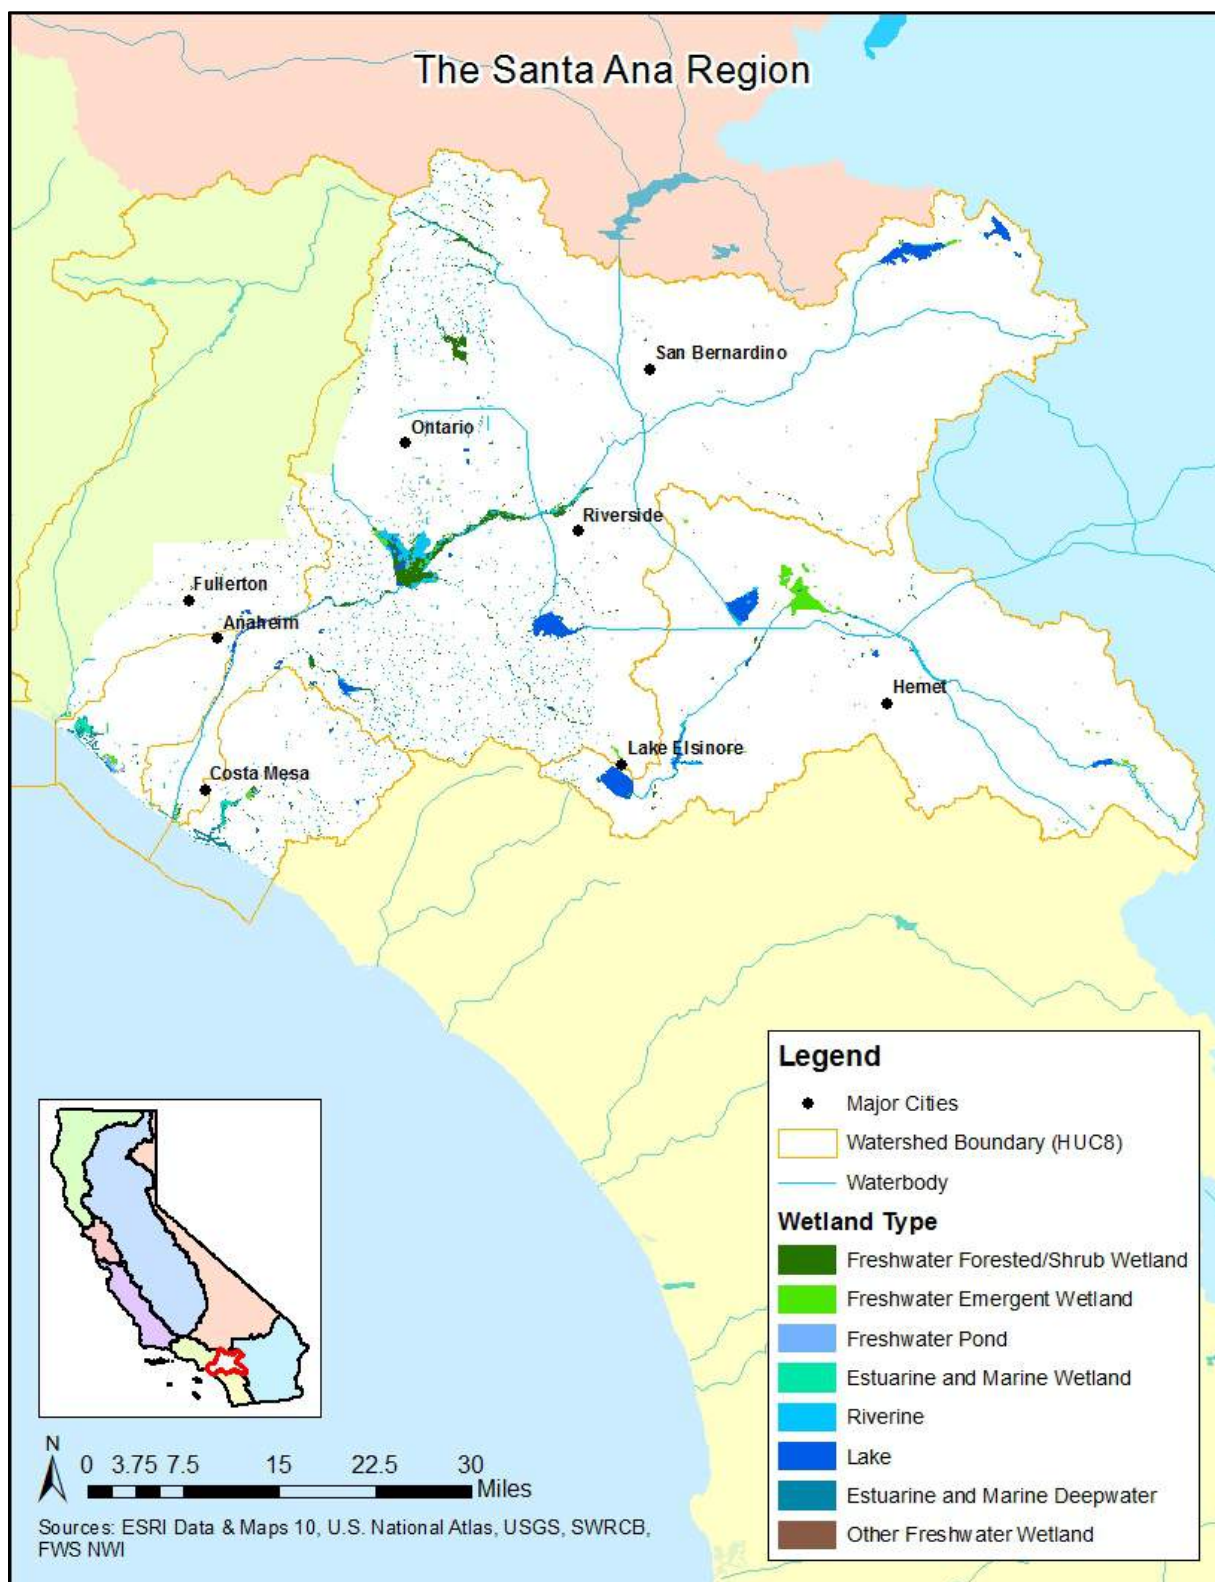 The Santa Ana Region
San Bernardino
Ontario
Riverside
Fullerton
Anaheim
Hemet
Lake Elsinore
Costa Mesa
Legend
Major Cities
Watershed Boundary (HUC8)
Waterbody
Wetland Type
Freshwater Forested/Shrub Wetland
Freshwater Emergent Wetland
Freshwater Pond
Estuarine and Marine Wetland
Riverine
Lake
Estuarine and Marine Deepwater
Other Freshwater Wetland
N
0 3.75 7.5 15 22.5 30
Miles
Sources: ESRI Data & Maps 10, U.S. National Atlas, USGS, SWRCB,
FWS NWI